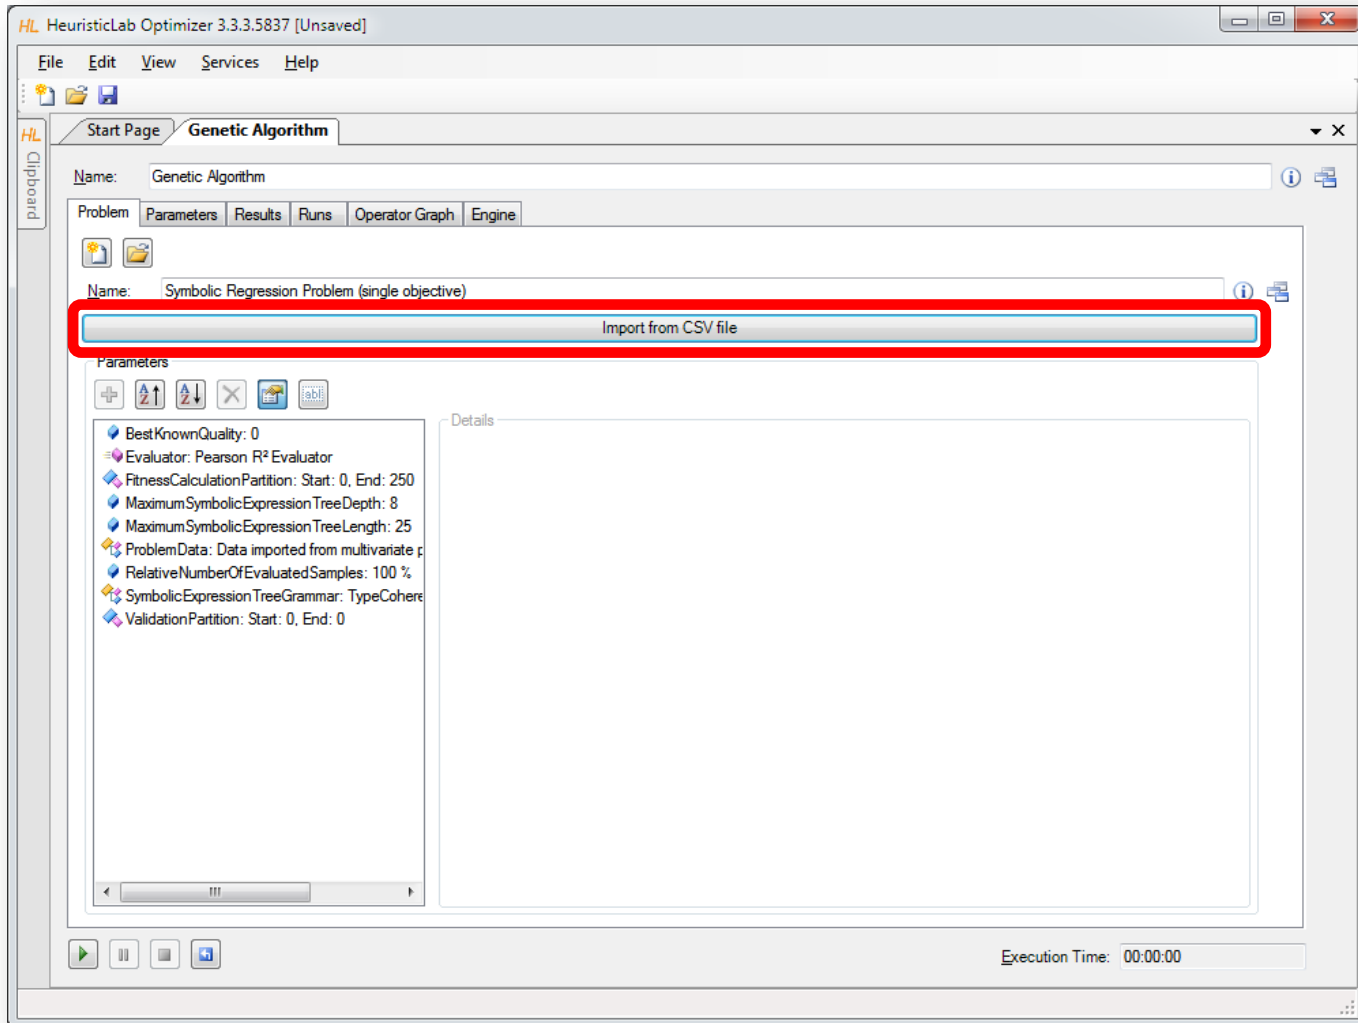 HL HeuristicLab Optimizer 3.3.3.5837 [Unsaved]
File Edit View Services Help
HL Clipboard
Start Page Genetic Algorithm
Name: Genetic Algorithm
Problem Parameters Results Runs Operator Graph Engine
Name: Symbolic Regression Problem (single objective)
Import from CSV file
Parameters
Details
BestKnownQuality: 0
Evaluator: Pearson R² Evaluator
FitnessCalculationPartition: Start: 0, End: 250
MaximumSymbolicExpressionTreeDepth: 8
MaximumSymbolicExpressionTreeLength: 25
ProblemData: Data imported from multivariate p
RelativeNumberOfEvaluatedSamples: 100 %
SymbolicExpressionTreeGrammar: TypeCohere
ValidationPartition: Start: 0, End: 0
Execution Time: 00:00:00